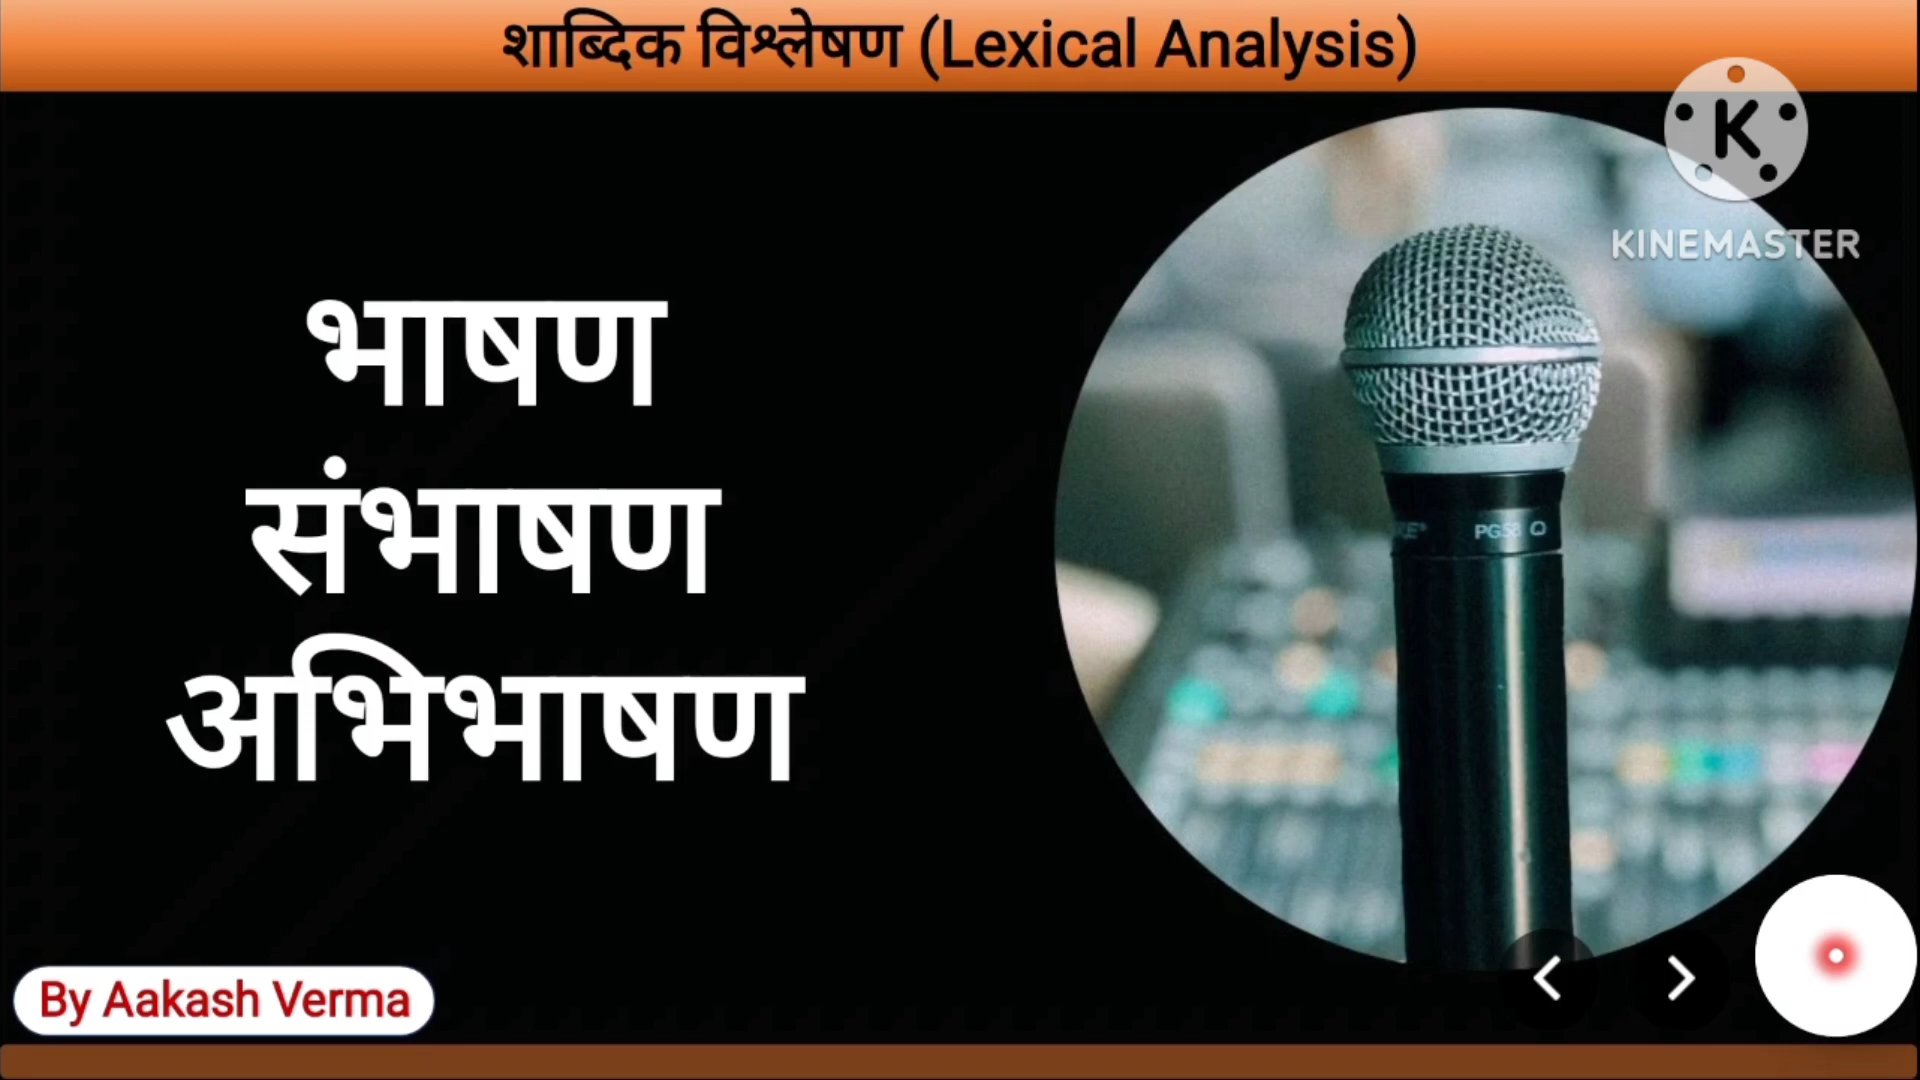 शाब्दिक विश्लेषण (Lexical Analysis)
K
KINEMASTER
भाषण
संभाषण
अभिभाषण
PG58
By Aakash Verma